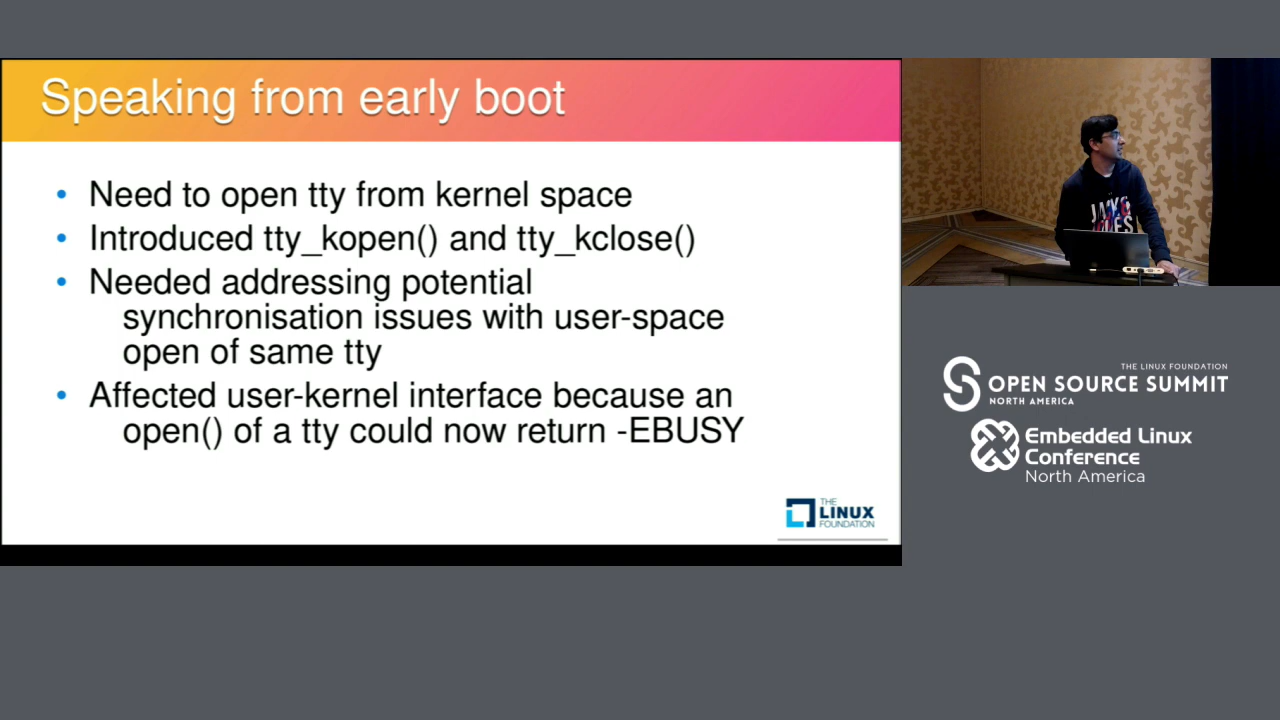 Speaking from early boot
• Need to open tty from kernel space
• Introduced tty_kopen() and tty_kclose()
• Needed addressing potential
synchronisation issues with user-space
open of same tty
• Affected user-kernel interface because an
open() of a tty could now return -EBUSY
THE
LINUX
FOUNDATION
THE LINUX FOUNDATION
OPEN SOURCE SUMMIT
NORTH AMERICA
Embedded Linux
Conference
North America